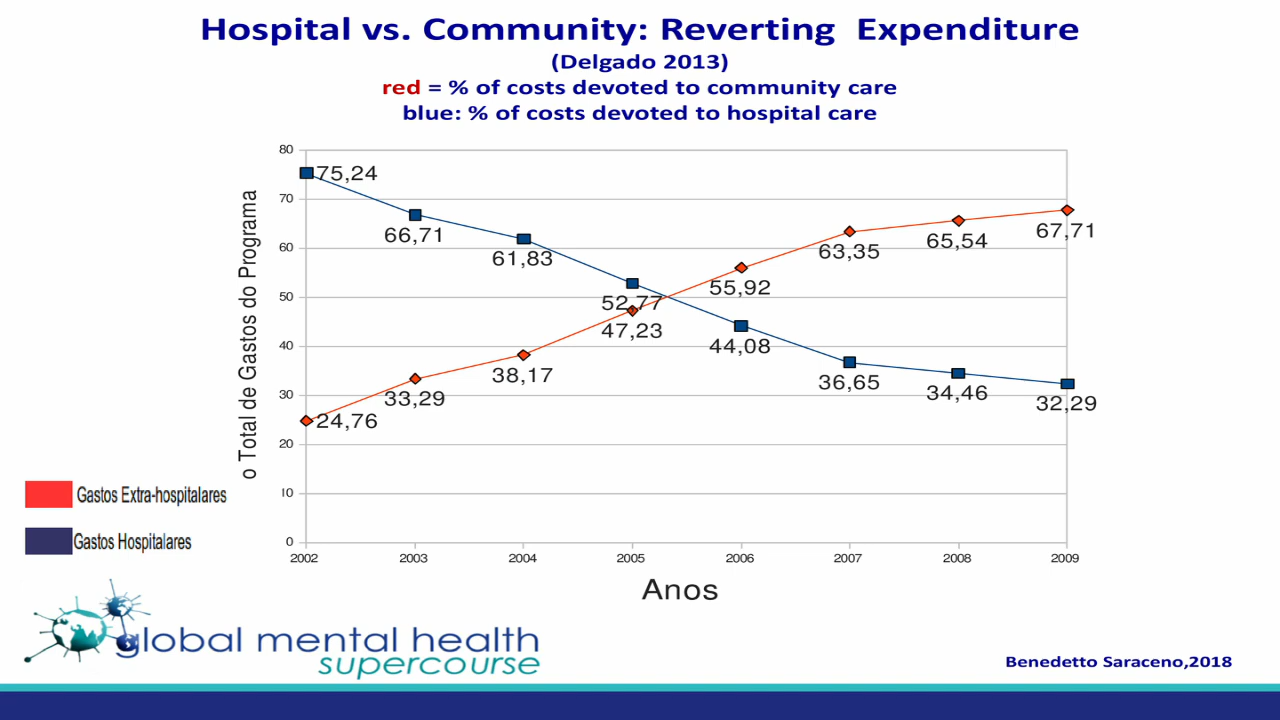 Hospital vs. Community: Reverting Expenditure
(Delgado 2013)
red = % of costs devoted to community care
blue: % of costs devoted to hospital care
80
70
60
50
40
30
20
10
0
o Total de Gastos do Programa
75,24
66,71
61,83
52,77
44,08
36,65
34,46
32,29
24,76
33,29
38,17
47,23
55,92
63,35
65,54
67,71
2002 2003 2004 2005 2006 2007 2008 2009
Anos
Gastos Extra-hospitalares
Gastos Hospitalares
global mental health
supercourse
Benedetto Saraceno,2018